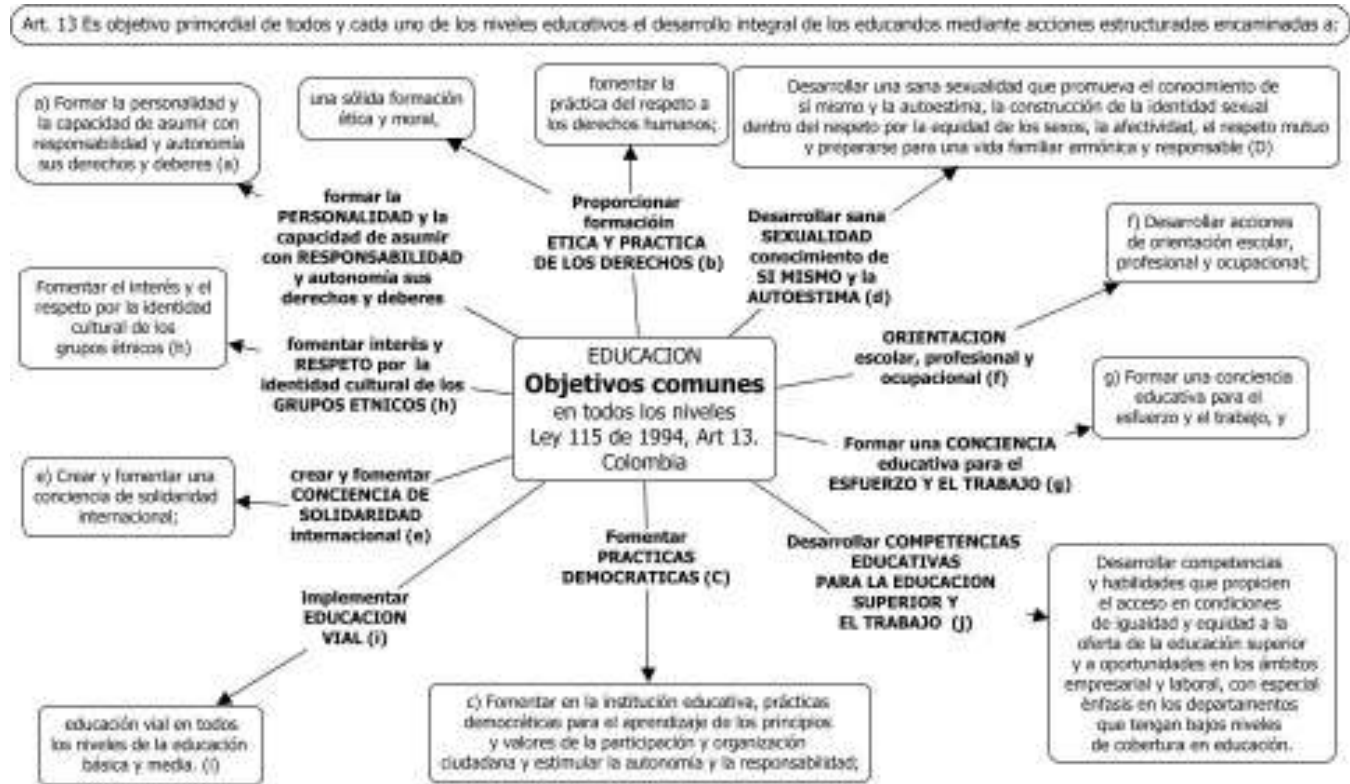 Art. 13 Es objetivo primordial de todos y cada uno de los niveles educativos el desarrollo integral de los educandos mediante acciones estructuradas encaminadas a:
a) Formar la personalidad y
la capacidad de asumir con
responsabilidad y autonomía
sus derechos y deberes (a)
una sólida formación
ética y moral,
fomentar la
práctica del respeto a
los derechos humanos;
Desarrollar una sana sexualidad que promueva el conocimiento de
sí mismo y la autoestima, la construcción de la identidad sexual
dentro del respeto por la equidad de los sexos, la afectividad, el respeto mutuo
y prepararse para una vida familiar armónica y responsable (D)
formar la
PERSONALIDAD y la
capacidad de asumir
con RESPONSABILIDAD
y autonomía sus
derechos y deberes
Proporcionar
formacióin
ETICA Y PRACTICA
DE LOS DERECHOS (b)
Desarrollar sana
SEXUALIDAD
conocimiento de
SI MISMO y la
AUTOESTIMA (d)
f) Desarrollar acciones
de orientación escolar,
profesional y ocupacional;
Fomentar el interés y el
respeto por la identidad
cultural de los
grupos étnicos (h)
fomentar interés y
RESPETO por la
identidad cultural de los
GRUPOS ETNICOS (h)
EDUCACION
Objetivos comunes
en todos los niveles
Ley 115 de 1994, Art 13.
Colombia
ORIENTACION
escolar, profesional y
ocupacional (f)
g) Formar una conciencia
educativa para el
esfuerzo y el trabajo, y
Formar una CONCIENCIA
educativa para el
ESFUERZO Y EL TRABAJO (g)
e) Crear y fomentar una
conciencia de solidaridad
internacional;
crear y fomentar
CONCIENCIA DE
SOLIDARIDAD
internacional (e)
Fomentar
PRACTICAS
DEMOCRATICAS (C)
Desarrollar COMPETENCIAS
EDUCATIVAS
PARA LA EDUCACION
SUPERIOR Y
EL TRABAJO (j)
Desarrollar competencias
y habilidades que propicien
el acceso en condiciones
de igualdad y equidad a la
oferta de la educación superior
y a oportunidades en los ámbitos
empresarial y laboral, con especial
énfasis en los departamentos
que tengan bajos niveles
de cobertura en educación.
implementar
EDUCACION
VIAL (i)
educación vial en todos
los niveles de la educación
básica y media. (i)
c) Fomentar en la institución educativa, prácticas
democráticas para el aprendizaje de los principios
y valores de la participación y organización
ciudadana y estimular la autonomía y la responsabilidad;